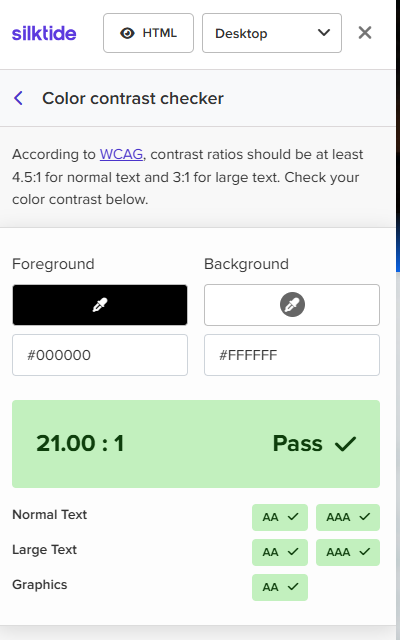 silktide HTML Desktop
Color contrast checker
According to WCAG, contrast ratios should be at least
4.5:1 for normal text and 3:1 for large text. Check your
color contrast below.
Foreground Background
#000000 #FFFFFF
21.00 : 1 Pass
Normal Text AA AAA
Large Text AA AAA
Graphics AA